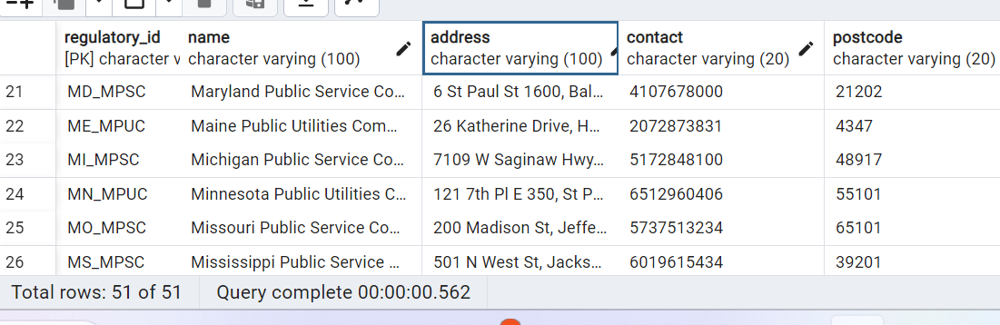 regulatory_id name address contact postcode
[PK] character v character varying (100) character varying (100) character varying (20) character varying (20)
21 MD_MPSC Maryland Public Service Co... 6 St Paul St 1600, Bal... 4107678000 21202
22 ME_MPUC Maine Public Utilities Com... 26 Katherine Drive, H... 2072873831 4347
23 MI_MPSC Michigan Public Service Co... 7109 W Saginaw Hwy... 5172848100 48917
24 MN_MPUC Minnesota Public Utilities C... 121 7th Pl E 350, St P... 6512960406 55101
25 MO_MPSC Missouri Public Service Co... 200 Madison St, Jeffe... 5737513234 65101
26 MS_MPSC Mississippi Public Service ... 501 N West St, Jacks... 6019615434 39201
Total rows: 51 of 51 Query complete 00:00:00.562